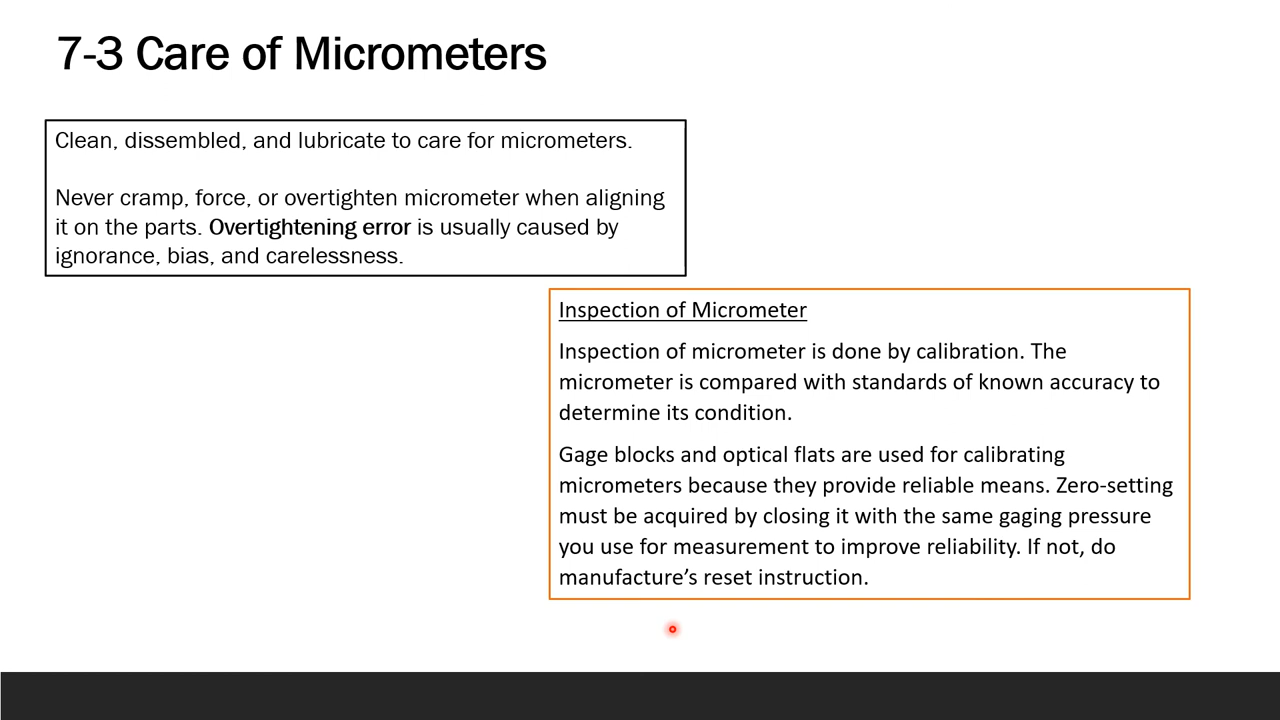 7-3 Care of Micrometers
Clean, dissembled, and lubricate to care for micrometers.
Never cramp, force, or overtighten micrometer when aligning
it on the parts. Overtightening error is usually caused by
ignorance, bias, and carelessness.
Inspection of Micrometer
Inspection of micrometer is done by calibration. The
micrometer is compared with standards of known accuracy to
determine its condition.
Gage blocks and optical flats are used for calibrating
micrometers because they provide reliable means. Zero-setting
must be acquired by closing it with the same gaging pressure
you use for measurement to improve reliability. If not, do
manufacture’s reset instruction.